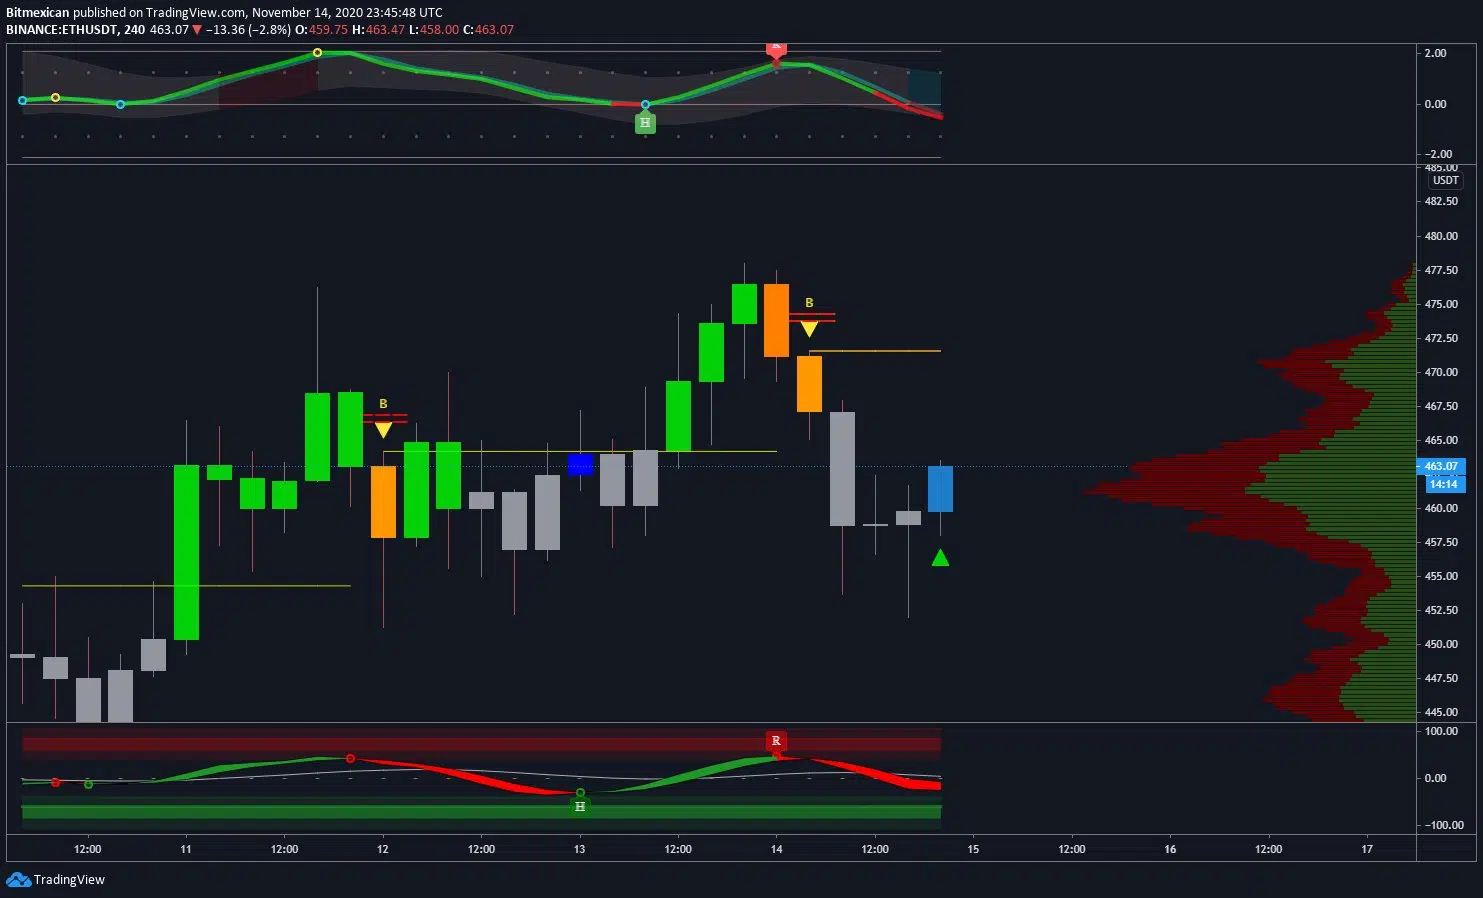 Bitmexican published on TradingView.com, November 14, 2020 23:45:48 UTC
BINANCE:ETHUSDT, 240 463.07 ▼ −13.36 (−2.8%) O:459.75 H:463.47 L:458.00 C:463.07
R
2.00
0.00
H
−2.00
485.00
USDT
482.50
480.00
477.50
475.00
B
472.50
470.00
467.50
B
465.00
463.07
14:14
460.00
457.50
455.00
452.50
450.00
447.50
445.00
100.00
R
0.00
H
−100.00
12:00 11 12:00 12 12:00 13 12:00 14 12:00 15 12:00 16 12:00 17
TradingView